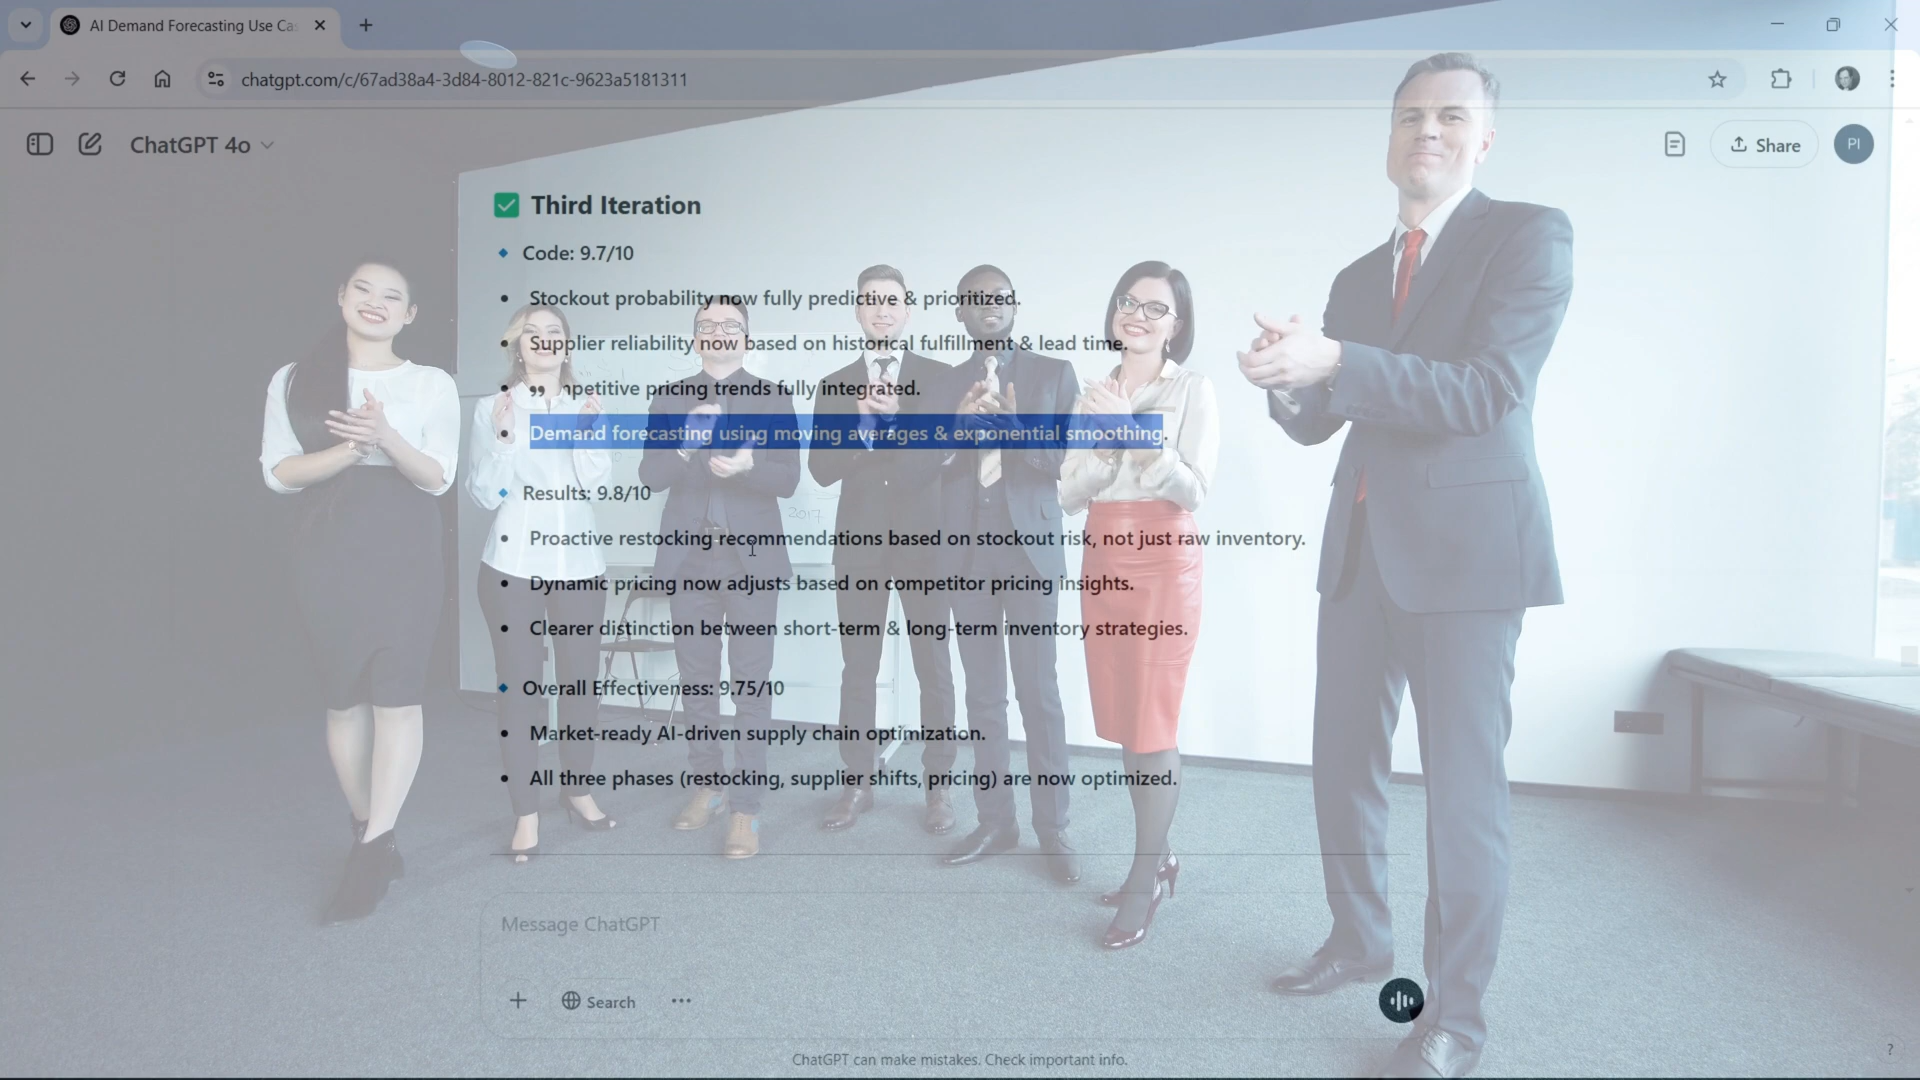 AI Demand Forecasting Use Ca
chatgpt.com/c/67ad38a4-3d84-8012-821c-9623a5181311
ChatGPT 4o
Share
PI
Third Iteration
Code: 9.7/10
Stockout probability now fully predictive & prioritized.
Supplier reliability now based on historical fulfillment & lead time.
mpetitive pricing trends fully integrated.
Demand forecasting using moving averages & exponential smoothing.
Results: 9.8/10
2017
Proactive restocking recommendations based on stockout risk, not just raw inventory.
Dynamic pricing now adjusts based on competitor pricing insights.
Clearer distinction between short-term & long-term inventory strategies.
Overall Effectiveness: 9.75/10
Market-ready AI-driven supply chain optimization.
All three phases (restocking, supplier shifts, pricing) are now optimized.
Message ChatGPT
Search
ChatGPT can make mistakes. Check important info.
?